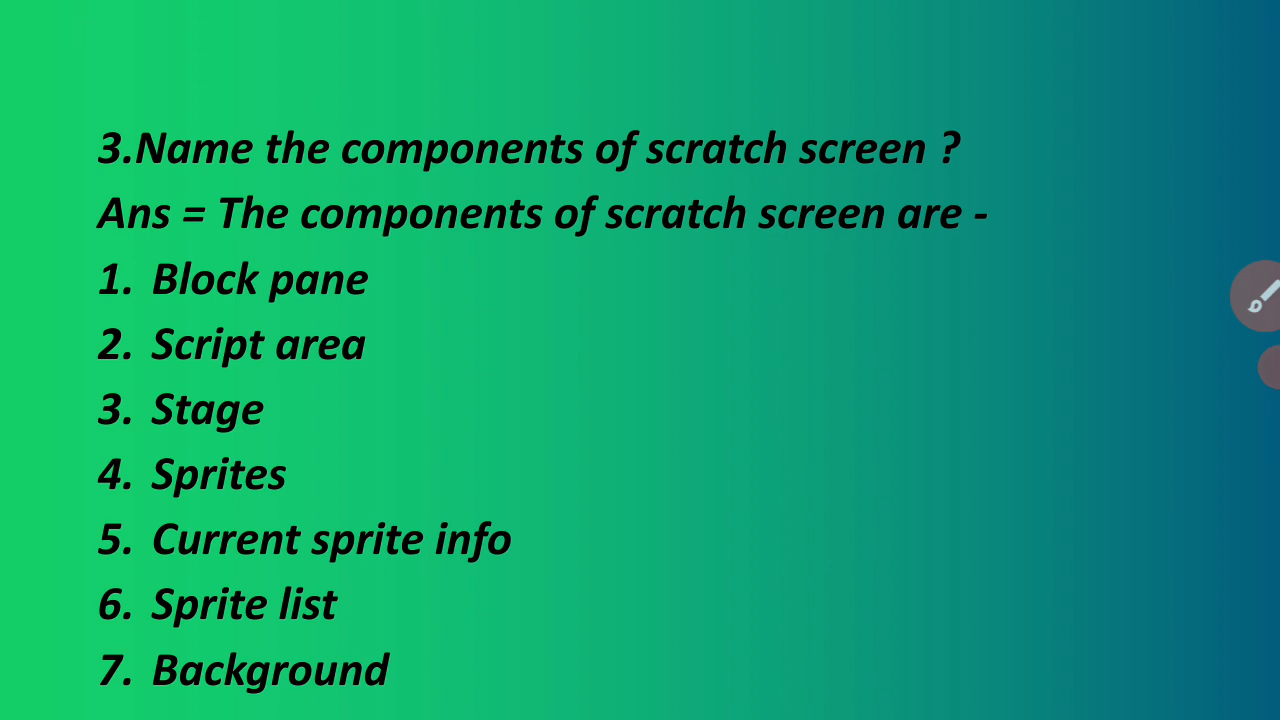 3.Name the components of scratch screen ?
Ans = The components of scratch screen are -
1. Block pane
2. Script area
3. Stage
4. Sprites
5. Current sprite info
6. Sprite list
7. Background